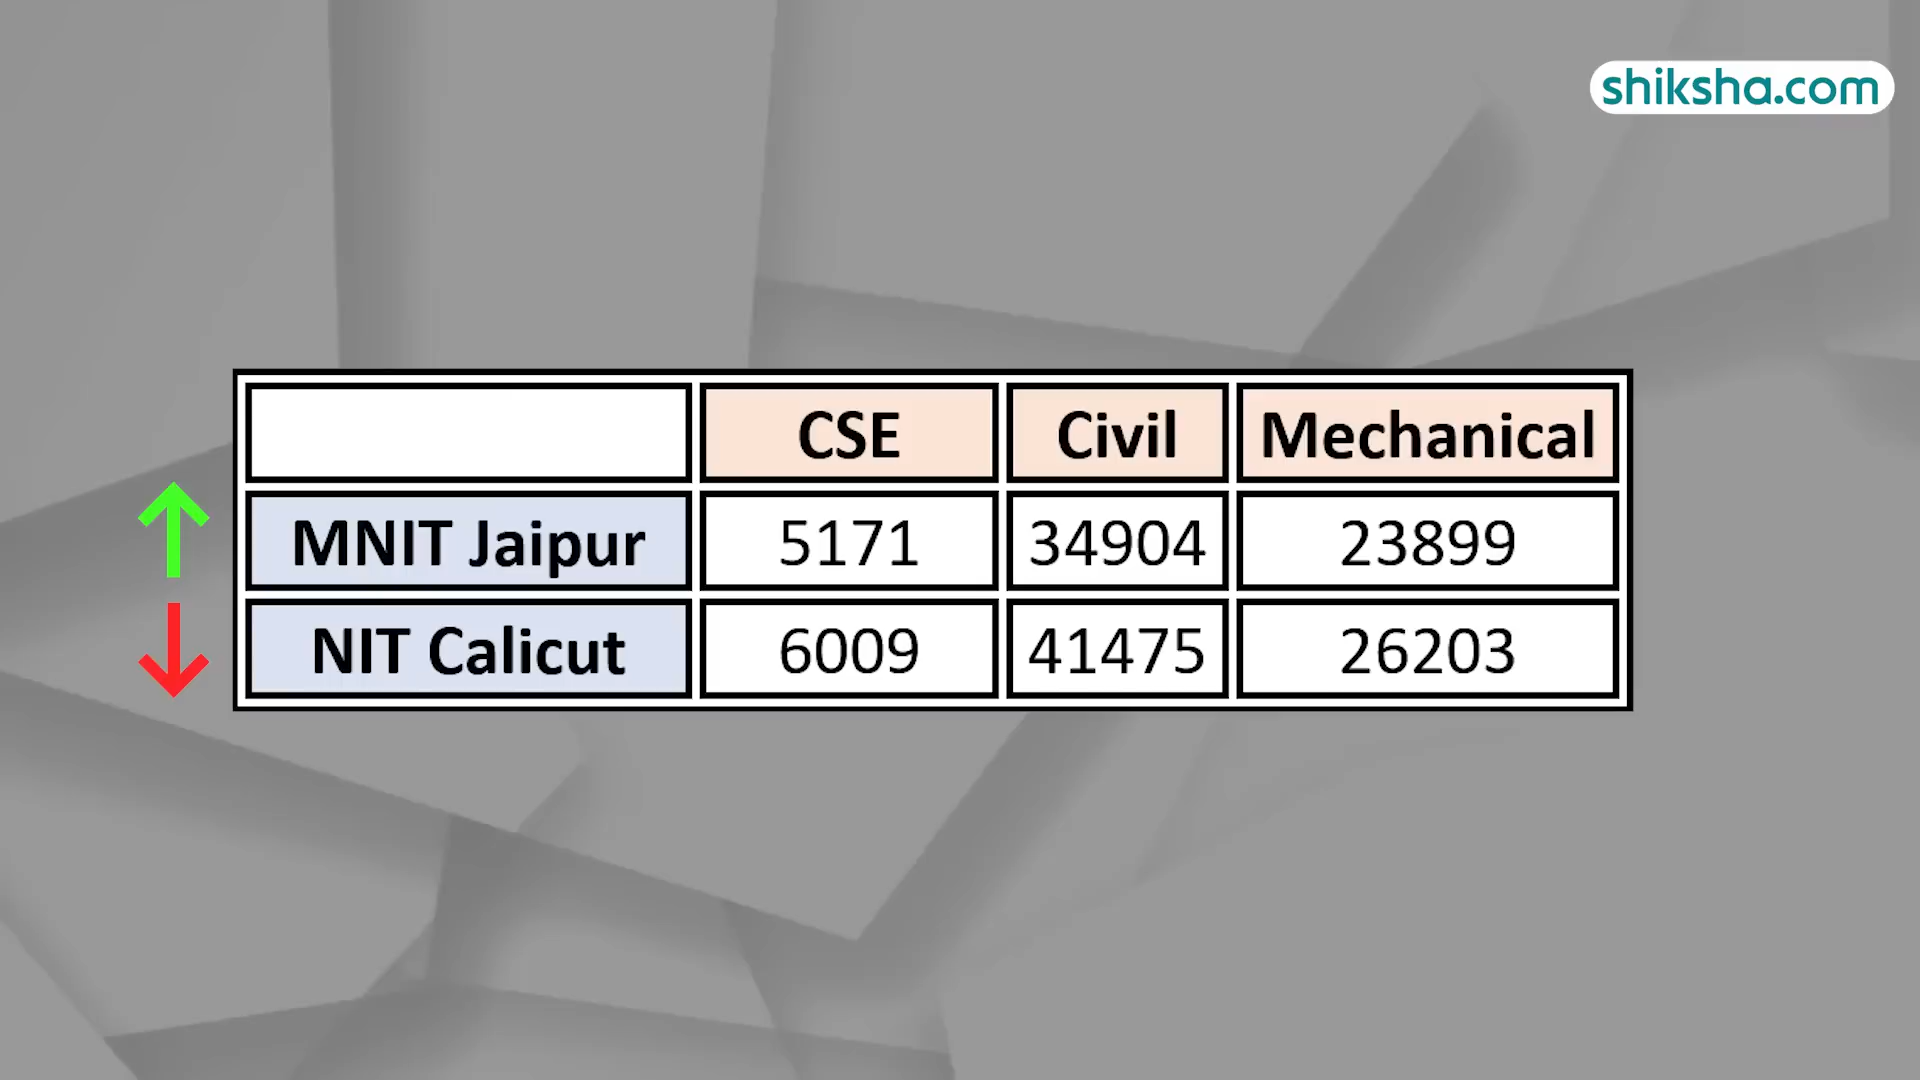 shiksha.com
CSE Civil Mechanical
MNIT Jaipur 5171 34904 23899
NIT Calicut 6009 41475 26203